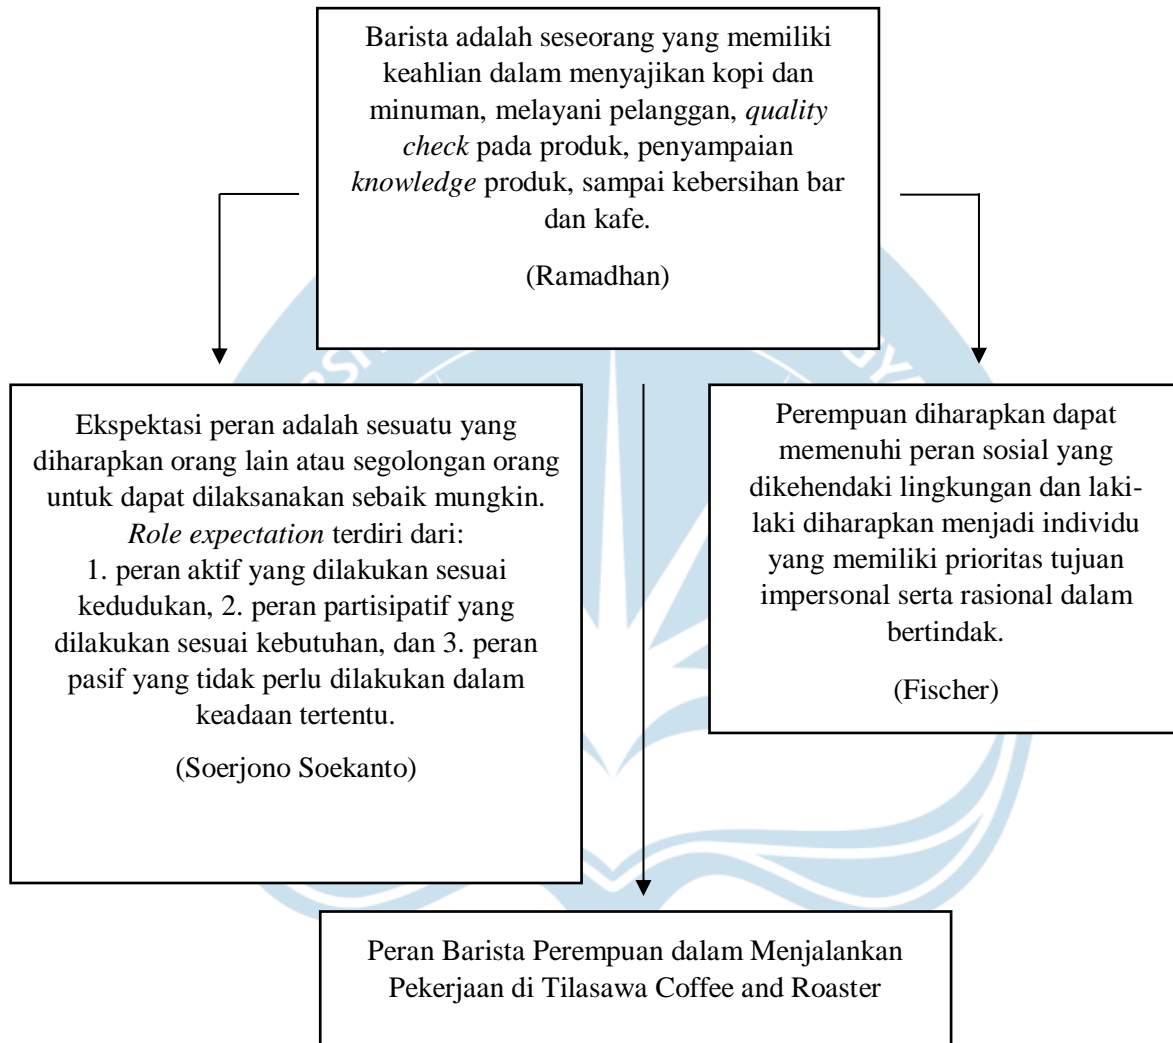 Barista adalah seseorang yang memiliki
keahlian dalam menyajikan kopi dan
minuman, melayani pelanggan, quality
check pada produk, penyampaian
knowledge produk, sampai kebersihan bar
dan kafe.
(Ramadhan)
Ekspektasi peran adalah sesuatu yang
diharapkan orang lain atau segolongan orang
untuk dapat dilaksanakan sebaik mungkin.
Role expectation terdiri dari:
1. peran aktif yang dilakukan sesuai
kedudukan, 2. peran partisipatif yang
dilakukan sesuai kebutuhan, dan 3. peran
pasif yang tidak perlu dilakukan dalam
keadaan tertentu.
(Soerjono Soekanto)
Perempuan diharapkan dapat
memenuhi peran sosial yang
dikehendaki lingkungan dan laki-
laki diharapkan menjadi individu
yang memiliki prioritas tujuan
impersonal serta rasional dalam
bertindak.
(Fischer)
Peran Barista Perempuan dalam Menjalankan
Pekerjaan di Tilasawa Coffee and Roaster